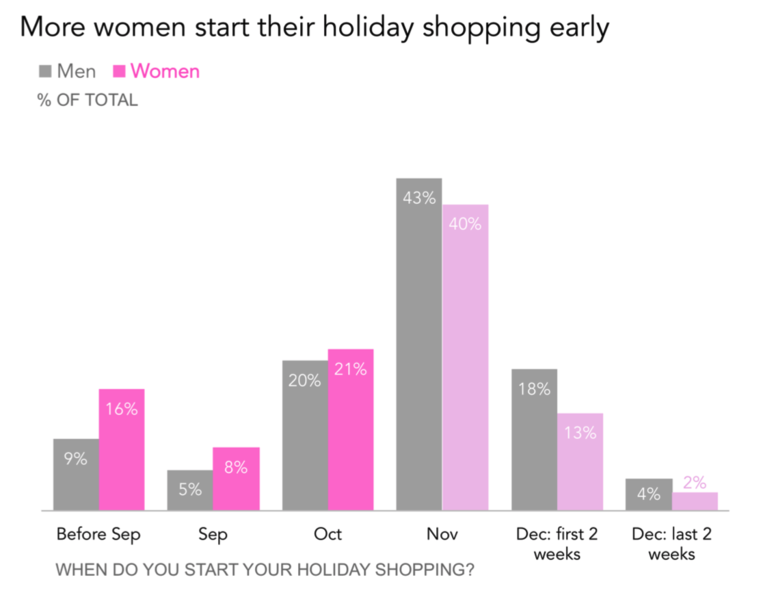 More women start their holiday shopping early
Men Women
% OF TOTAL
43%
40%
21%
20%
18%
16%
13%
9%
8%
5%
4%
2%
Before Sep
Sep
Oct
Nov
Dec: first 2
weeks
Dec: last 2
weeks
WHEN DO YOU START YOUR HOLIDAY SHOPPING?